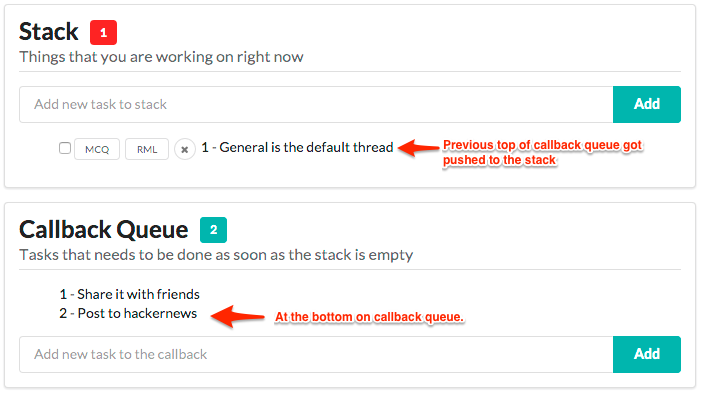 Stack 1
Things that you are working on right now
Add new task to stack Add
MCQ RML × 1 - General is the default thread
Previous top of callback queue got
pushed to the stack
Callback Queue 2
Tasks that needs to be done as soon as the stack is empty
1 - Share it with friends
2 - Post to hackernews
At the bottom on callback queue.
Add new task to the callback Add